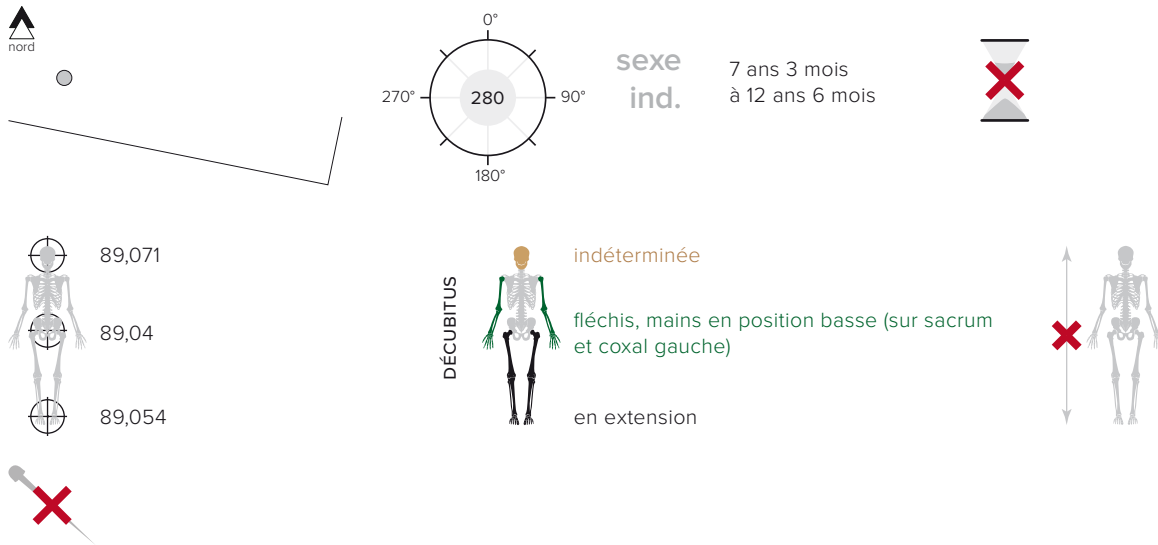 nord
0°
270°
280
90°
180°
sexe
ind.
7 ans 3 mois
à 12 ans 6 mois
89,071
89,04
89,054
DÉCUBITUS
indéterminée
fléchis, mains en position basse (sur sacrum
et coxal gauche)
en extension